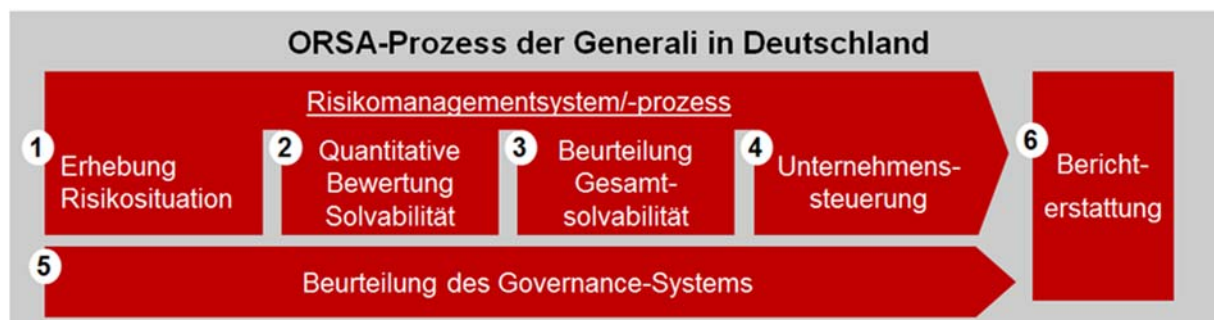 ORSA-Prozess der Generali in Deutschland
Risikomanagementsystem/-prozess
1
Erhebung
Risikosituation
2
Quantitative
Bewertung
Solvabilität
3
Beurteilung
Gesamt-
solvabilität
4
Unternehmens-
steuerung
5
Beurteilung des Governance-Systems
6
Bericht-
erstattung